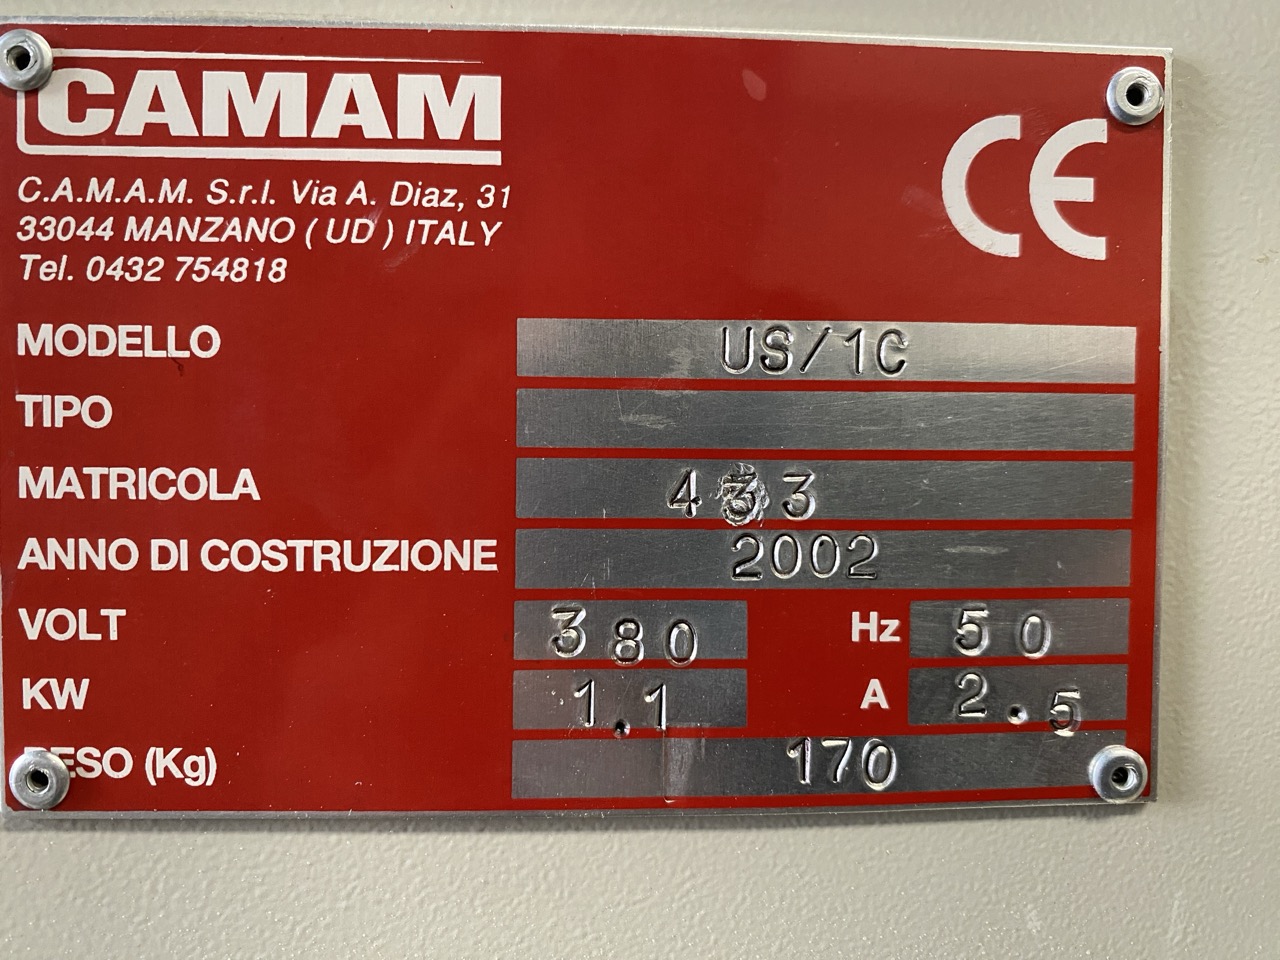 CAMAM
CE
C.A.M.A.M. S.r.l. Via A. Diaz, 31
33044 MANZANO ( UD ) ITALY
Tel. 0432 754818
MODELLO US/1C
TIPO
MATRICOLA 433
ANNO DI COSTRUZIONE 2002
VOLT 380 Hz 50
KW 1.1 A 2.5
PESO (Kg) 170